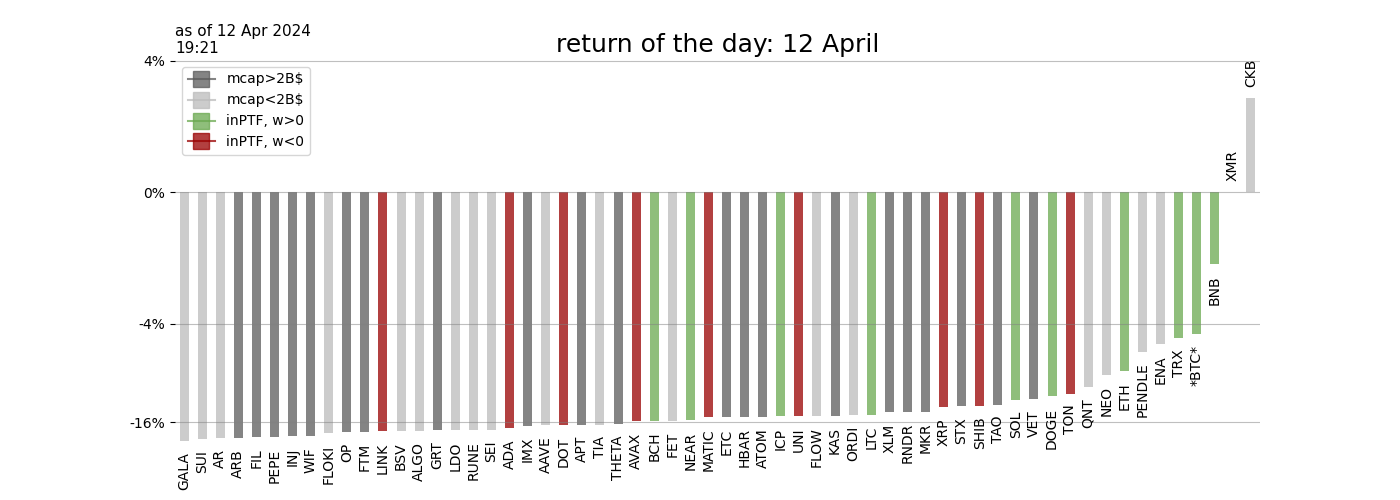 as of 12 Apr 2024
19:21
return of the day: 12 April
4%
0%
-4%
-16%
mcap>2B$
mcap<2B$
inPTF, w>0
inPTF, w<0
GALA
SUI
AR
ARB
FIL
PEPE
INJ
WIF
FLOKI
OP
FTM
LINK
BSV
ALGO
GRT
LDO
RUNE
SEI
ADA
IMX
AAVE
DOT
APT
TIA
THETA
AVAX
BCH
FET
NEAR
MATIC
ETC
HBAR
ATOM
ICP
UNI
FLOW
KAS
ORDI
LTC
XLM
RNDR
MKR
XRP
STX
SHIB
TAO
SOL
VET
DOGE
TON
QNT
NEO
ETH
PENDLE
ENA
TRX
*BTC*
BNB
XMR
CKB